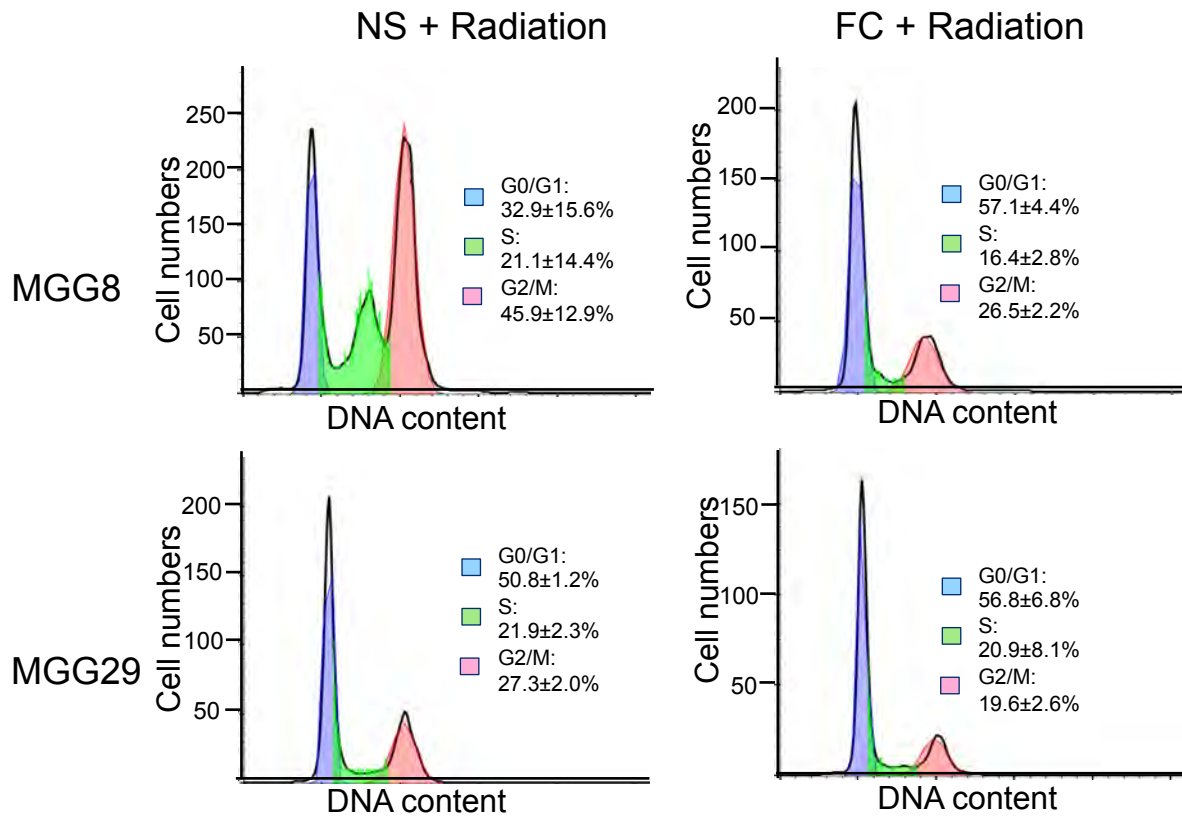 NS + Radiation
FC + Radiation
MGG8
Cell numbers
250
200
150
100
50
G0/G1:
32.9±15.6%
S:
21.1±14.4%
G2/M:
45.9±12.9%
DNA content
Cell numbers
200
150
100
50
G0/G1:
57.1±4.4%
S:
16.4±2.8%
G2/M:
26.5±2.2%
DNA content
MGG29
Cell numbers
200
150
100
50
G0/G1:
50.8±1.2%
S:
21.9±2.3%
G2/M:
27.3±2.0%
DNA content
Cell numbers
150
100
50
G0/G1:
56.8±6.8%
S:
20.9±8.1%
G2/M:
19.6±2.6%
DNA content